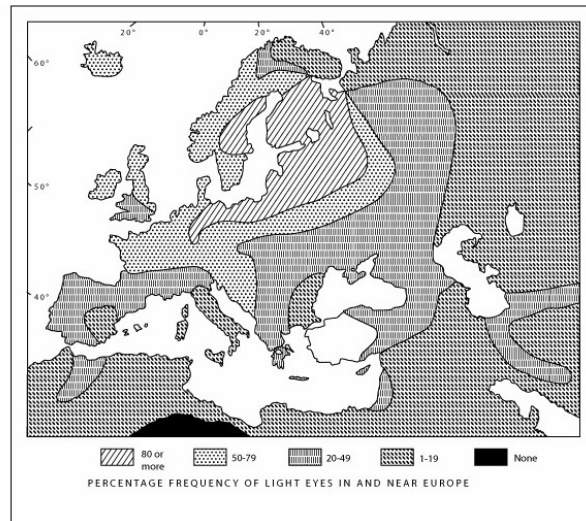 20° 0° 20° 40°
60°
50°
40°
80 or
more
50-79
20-49
1-19
None
PERCENTAGE FREQUENCY OF LIGHT EYES IN AND NEAR EUROPE